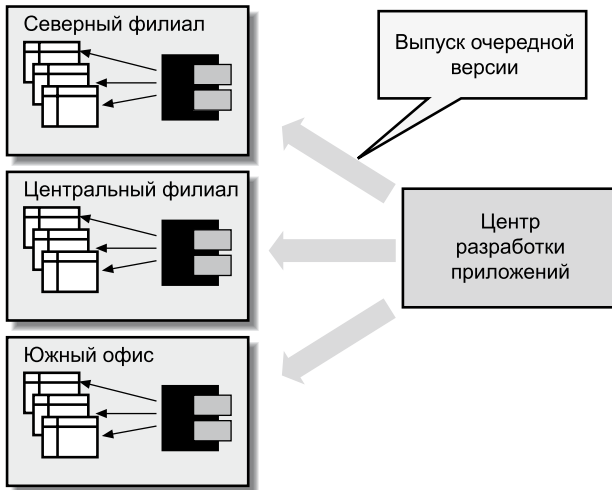 Северный филиал
Выпуск очередной
версии
Центральный филиал
Центр
разработки
приложений
Южный офис